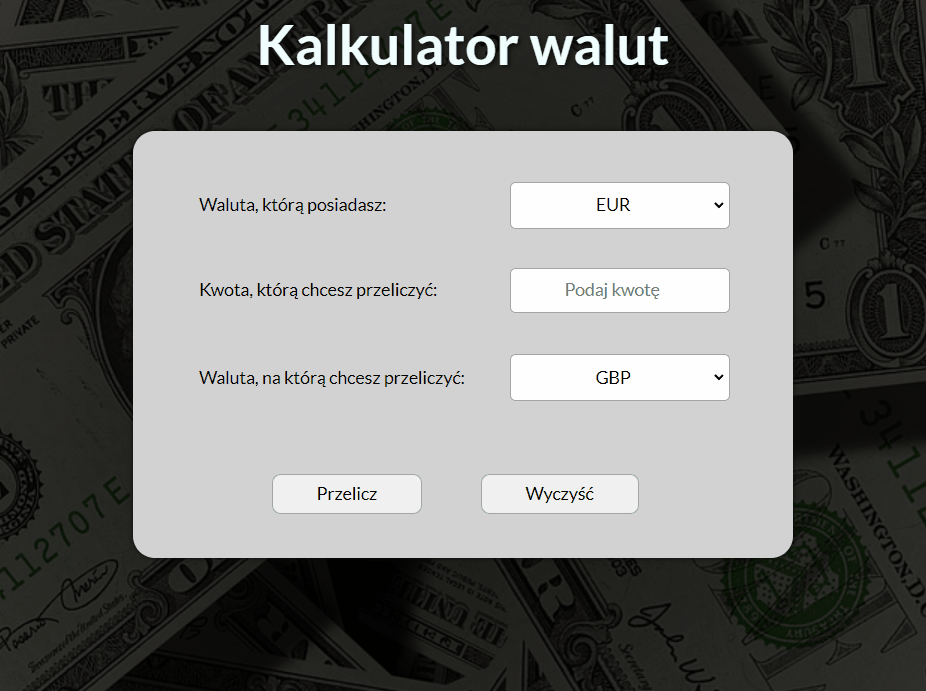 Kalkulator walut
Waluta, którą posiadasz:
EUR
Kwota, którą chcesz przeliczyć:
Podaj kwotę
Waluta, na którą chcesz przeliczyć:
GBP
Przelicz
Wyczyść